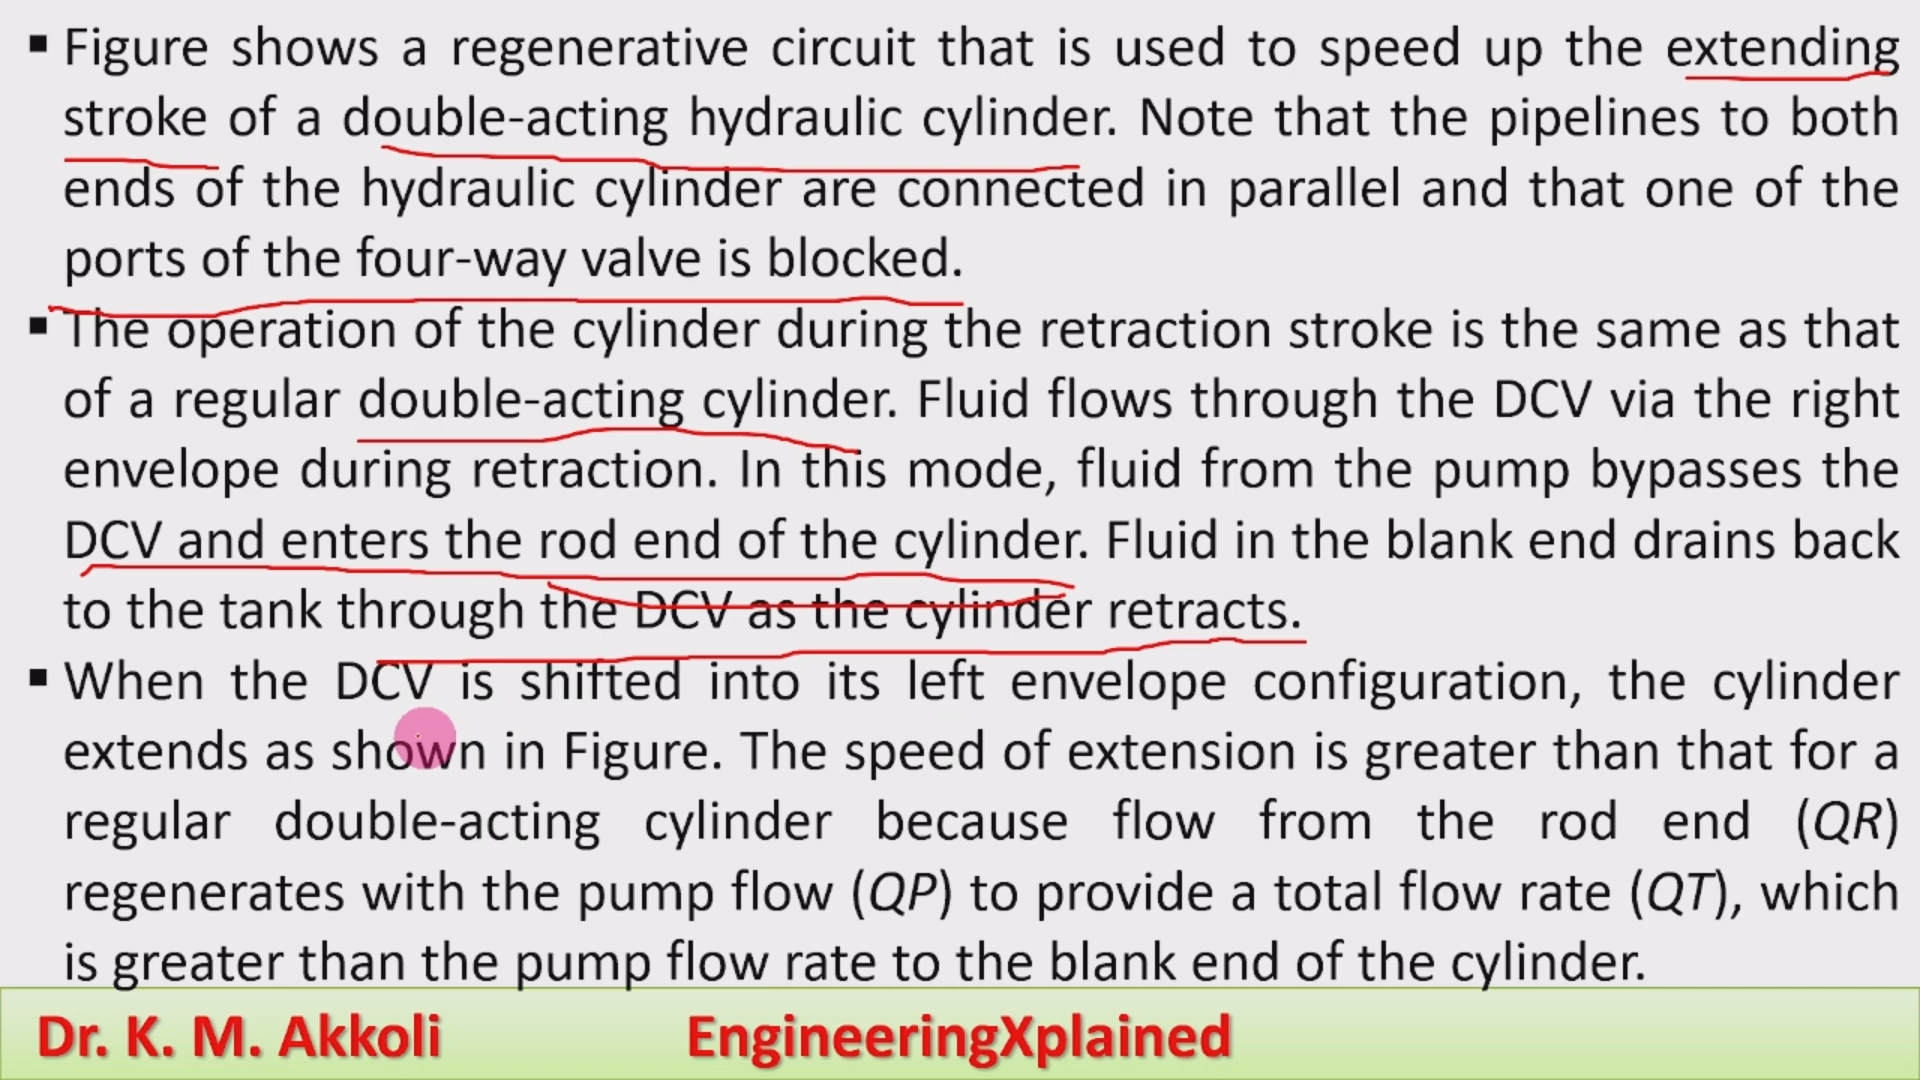 ▪ Figure shows a regenerative circuit that is used to speed up the extending
stroke of a double-acting hydraulic cylinder. Note that the pipelines to both
ends of the hydraulic cylinder are connected in parallel and that one of the
ports of the four-way valve is blocked.
▪ The operation of the cylinder during the retraction stroke is the same as that
of a regular double-acting cylinder. Fluid flows through the DCV via the right
envelope during retraction. In this mode, fluid from the pump bypasses the
DCV and enters the rod end of the cylinder. Fluid in the blank end drains back
to the tank through the DCV as the cylinder retracts.
▪ When the DCV is shifted into its left envelope configuration, the cylinder
extends as shown in Figure. The speed of extension is greater than that for a
regular double-acting cylinder because flow from the rod end (QR)
regenerates with the pump flow (QP) to provide a total flow rate (QT), which
is greater than the pump flow rate to the blank end of the cylinder.
Dr. K. M. Akkoli EngineeringXplained